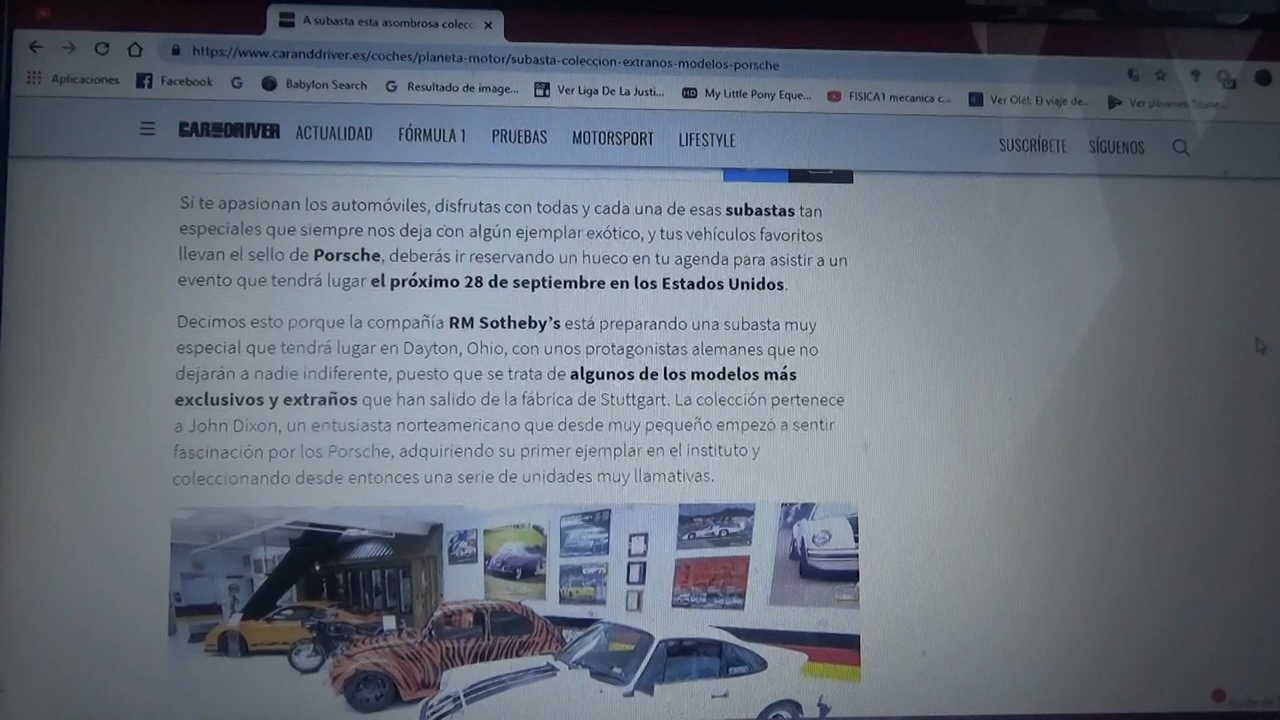 A subasta esta asombrosa colecc
https://www.caranddriver.es/coches/planeta-motor/subasta-coleccion-extranos-modelos-porsche
Aplicaciones Facebook Babylon Search Resultado de image... Ver Liga De La Justi... My Little Pony Eque... FISICA1 mecanica c... Ver Olé!: El viaje de...
CAR AND DRIVER ACTUALIDAD FÓRMULA 1 PRUEBAS MOTORSPORT LIFESTYLE SUSCRÍBETE SÍGUENOS
Si te apasionan los automóviles, disfrutas con todas y cada una de esas subastas tan
especiales que siempre nos deja con algún ejemplar exótico, y tus vehículos favoritos
llevan el sello de Porsche, deberás ir reservando un hueco en tu agenda para asistir a un
evento que tendrá lugar el próximo 28 de septiembre en los Estados Unidos.
Decimos esto porque la compañía RM Sotheby's está preparando una subasta muy
especial que tendrá lugar en Dayton, Ohio, con unos protagonistas alemanes que no
dejarán a nadie indiferente, puesto que se trata de algunos de los modelos más
exclusivos y extraños que han salido de la fábrica de Stuttgart. La colección pertenece
a John Dixon, un entusiasta norteamericano que desde muy pequeño empezó a sentir
fascinación por los Porsche, adquiriendo su primer ejemplar en el instituto y
coleccionando desde entonces una serie de unidades muy llamativas.